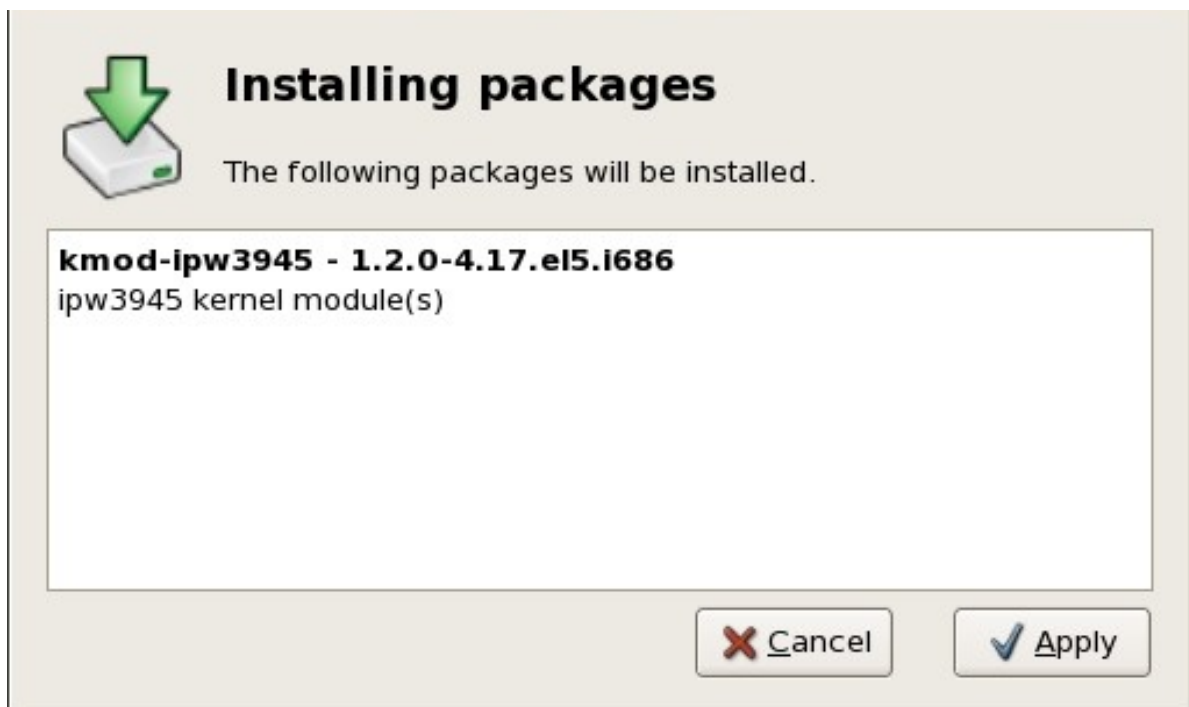 Installing packages
The following packages will be installed.
kmod-ipw3945 - 1.2.0-4.17.el5.i686
ipw3945 kernel module(s)
Cancel
Apply